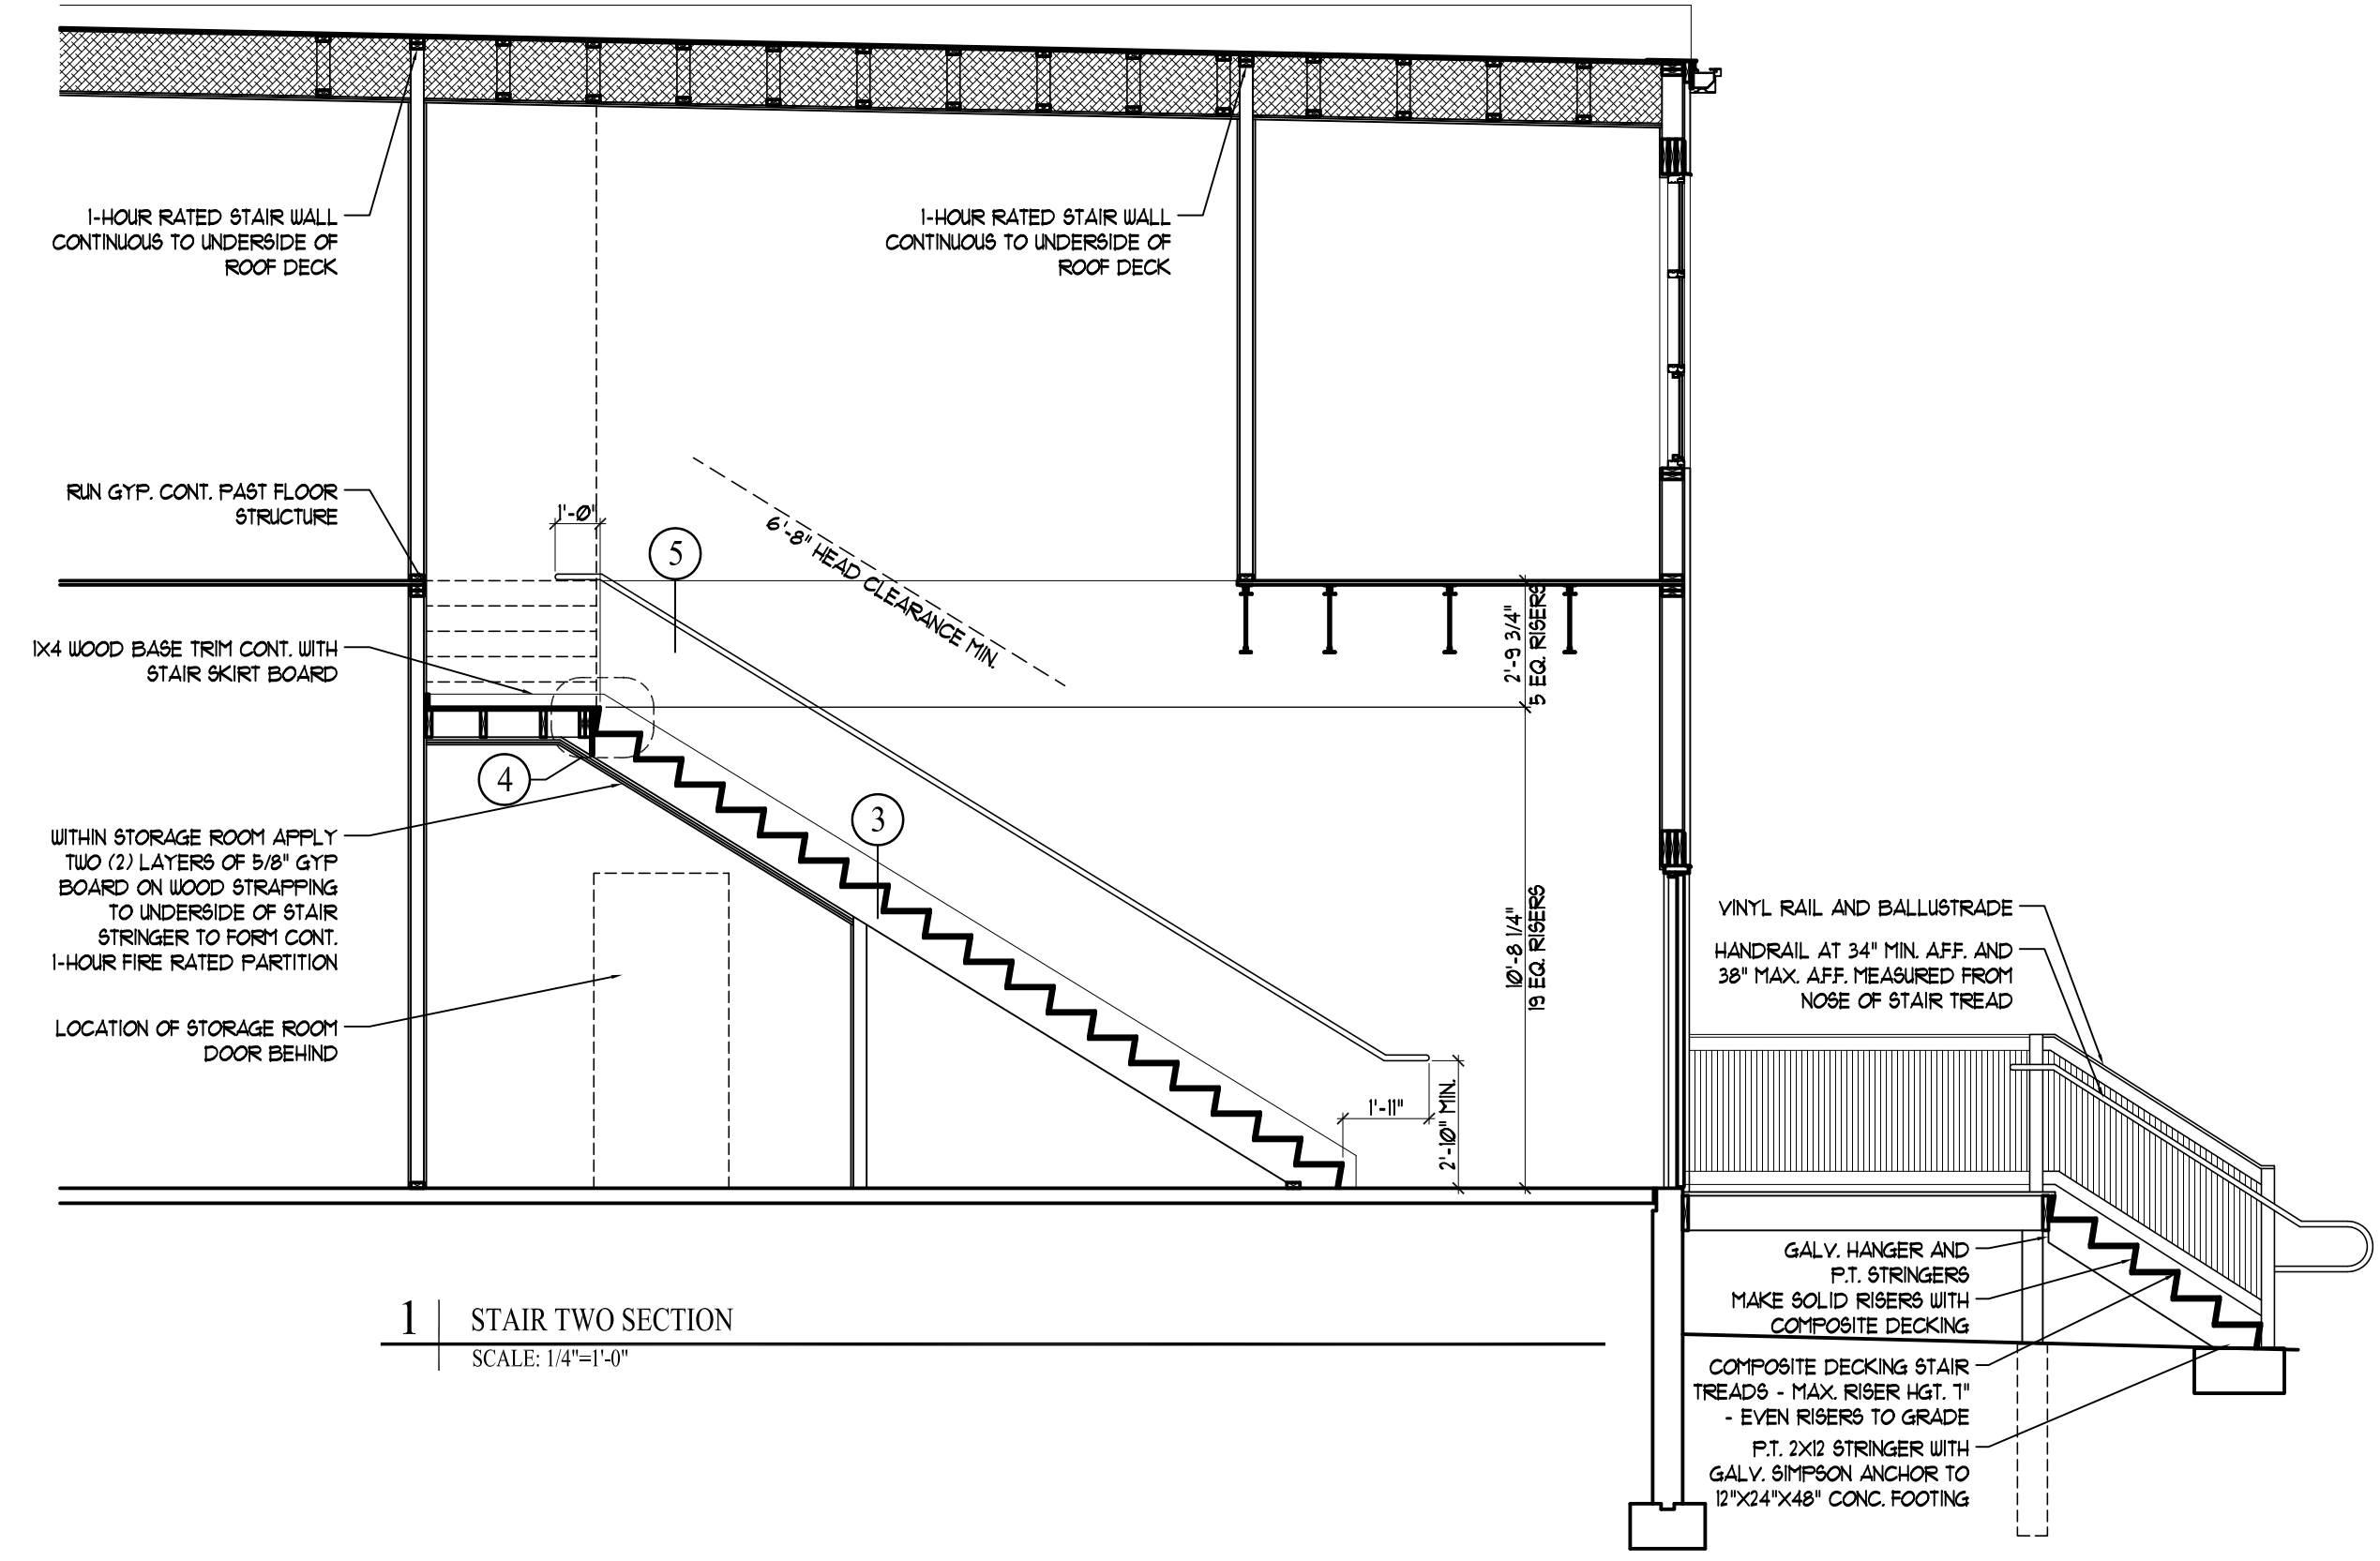 1-HOUR RATED STAIR WALL
CONTINUOUS TO UNDERSIDE OF
ROOF DECK
1-HOUR RATED STAIR WALL
CONTINUOUS TO UNDERSIDE OF
ROOF DECK
RUN GYP. CONT. PAST FLOOR
STRUCTURE
1'-0"
5
6'-8" HEAD CLEARANCE MIN.
2'-9 3/4"
5 EQ. RISERS
1X4 WOOD BASE TRIM CONT. WITH
STAIR SKIRT BOARD
4
3
WITHIN STORAGE ROOM APPLY
TWO (2) LAYERS OF 5/8" GYP
BOARD ON WOOD STRAPPING
TO UNDERSIDE OF STAIR
STRINGER TO FORM CONT.
1-HOUR FIRE RATED PARTITION
10'-8 1/4"
19 EQ. RISERS
LOCATION OF STORAGE ROOM
DOOR BEHIND
1'-11"
2'-10" MIN.
VINYL RAIL AND BALLUSTRADE
HANDRAIL AT 34" MIN. A.F.F. AND
38" MAX. A.F.F. MEASURED FROM
NOSE OF STAIR TREAD
GALV. HANGER AND
P.T. STRINGERS
MAKE SOLID RISERS WITH
COMPOSITE DECKING
COMPOSITE DECKING STAIR
TREADS - MAX. RISER HGT. 7"
- EVEN RISERS TO GRADE
P.T. 2X12 STRINGER WITH
GALV. SIMPSON ANCHOR TO
12"X24"X48" CONC. FOOTING
1
STAIR TWO SECTION
SCALE: 1/4"=1'-0"